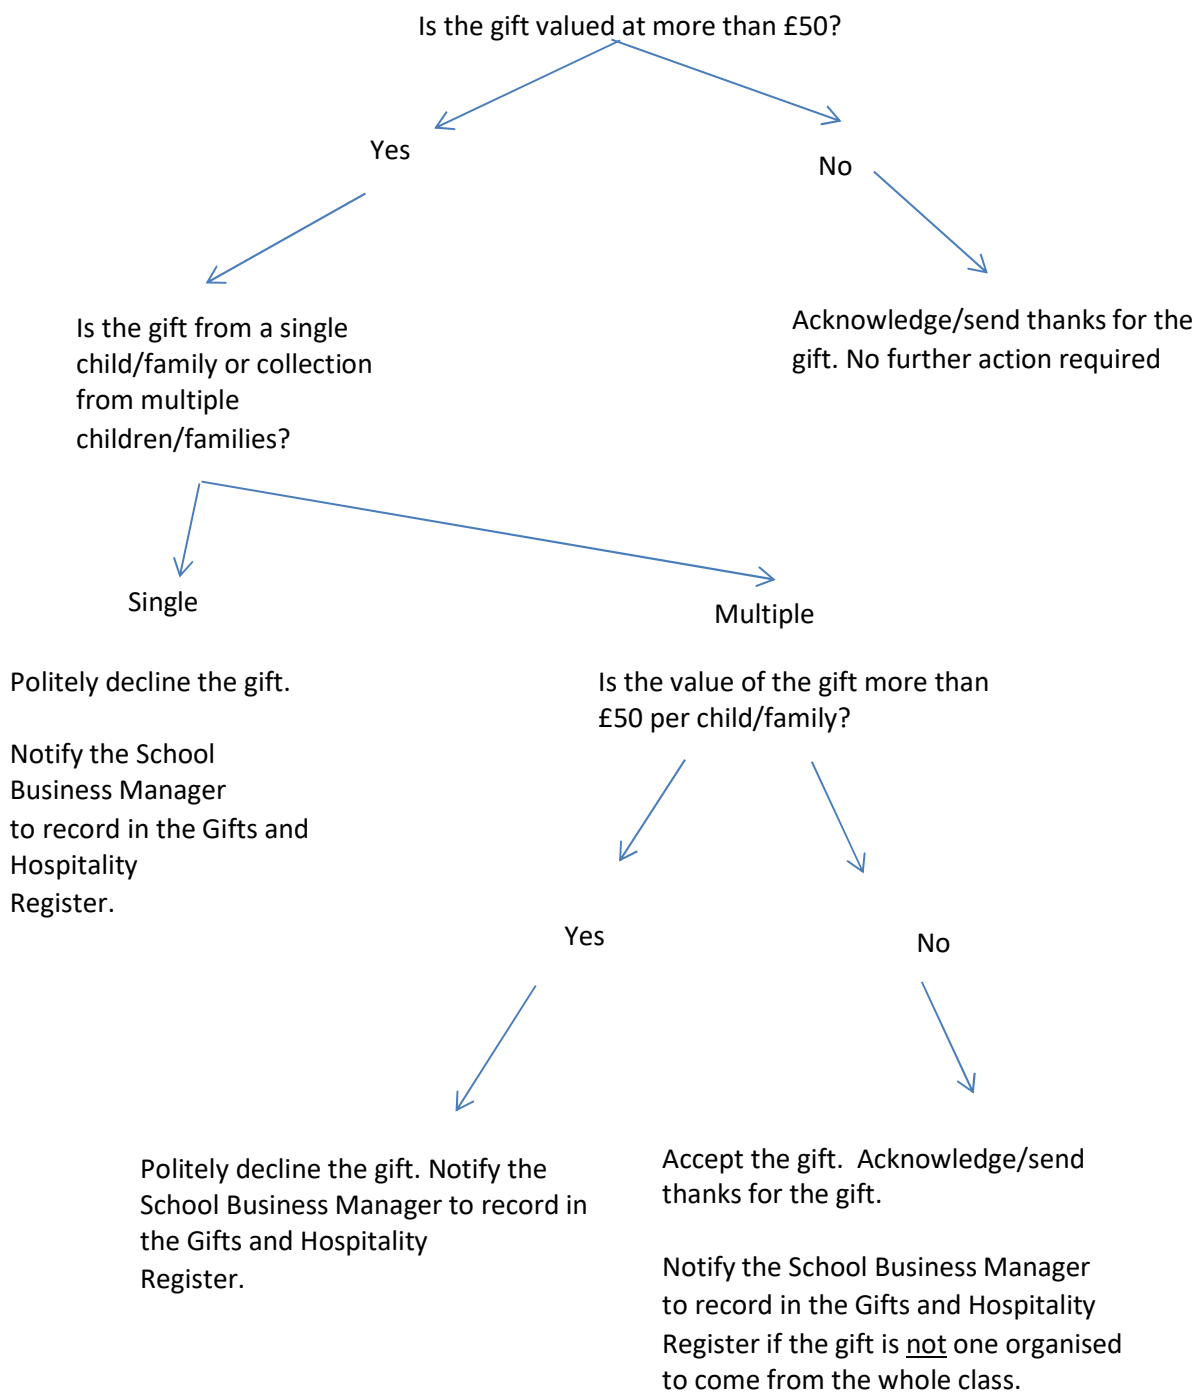 Is the gift valued at more than £50?
Yes
No
Is the gift from a single
child/family or collection
from multiple
children/families?
Acknowledge/send thanks for the
gift. No further action required
Single
Multiple
Politely decline the gift.
Notify the School
Business Manager
to record in the Gifts and
Hospitality
Register.
Is the value of the gift more than
£50 per child/family?
Yes
No
Politely decline the gift. Notify the
School Business Manager to record in
the Gifts and Hospitality
Register.
Accept the gift.  Acknowledge/send
thanks for the gift.
Notify the School Business Manager
to record in the Gifts and Hospitality
Register if the gift is not one organised
to come from the whole class.